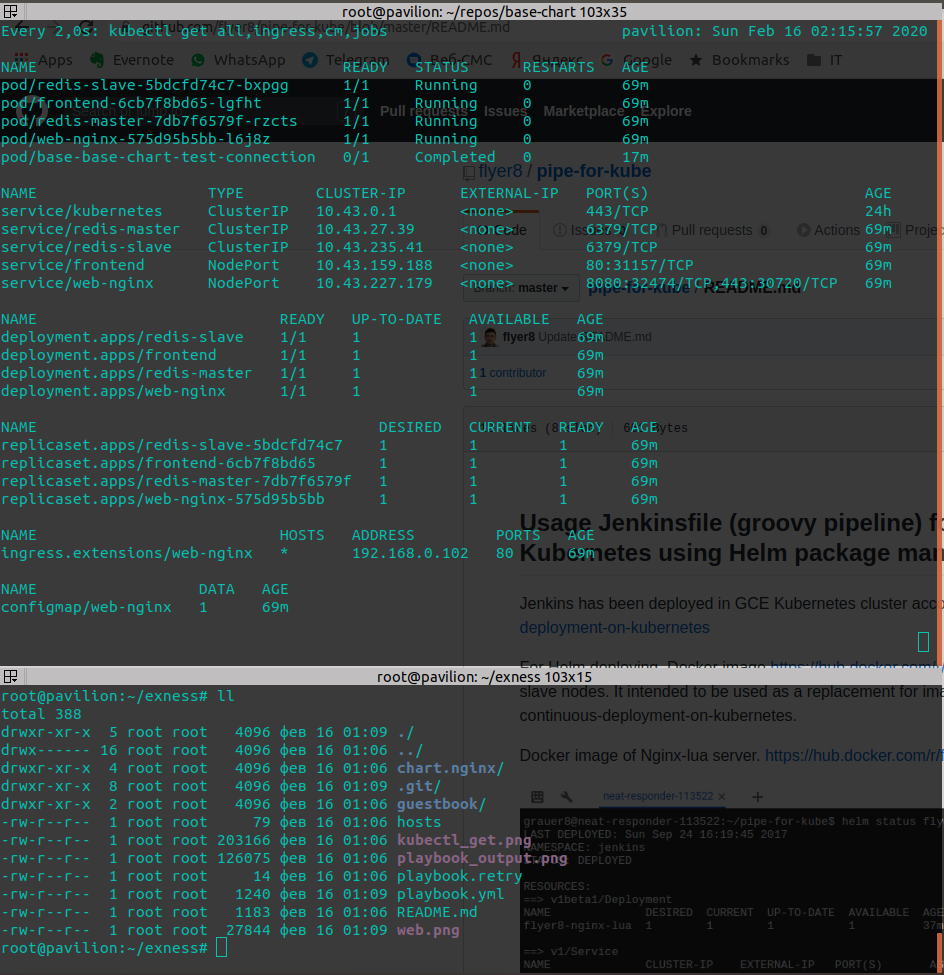 root@pavilion: ~/repos/base-chart 103x35
Every 2,0s: kubectl get all,ingress,cm,jobs pavilion: Sun Feb 16 02:15:57 2020
Apps Evernote WhatsApp Telegram Веб-СМС Яндекс Google Bookmarks IT
NAME READY STATUS RESTARTS AGE
pod/redis-slave-5bdcfd74c7-bxpgg 1/1 Running 0 69m
pod/frontend-6cb7f8bd65-lgfht 1/1 Running 0 69m
Pull requests Issues Marketplace Explore
pod/redis-master-7db7f6579f-rzcts 1/1 Running 0 69m
pod/web-nginx-575d95b5bb-l6j8z 1/1 Running 0 69m
pod/base-base-chart-test-connection 0/1 Completed 0 17m
flyer8 / pipe-for-kube
NAME TYPE CLUSTER-IP EXTERNAL-IP PORT(S) AGE
service/kubernetes ClusterIP 10.43.0.1 <none> 443/TCP 24h
service/redis-master ClusterIP 10.43.27.39 <none> 6379/TCP 69m
Pull requests 0 Actions
service/redis-slave ClusterIP 10.43.235.41 <none> 6379/TCP 69m
service/frontend NodePort 10.43.159.188 <none> 80:31157/TCP 69m
service/web-nginx NodePort 10.43.227.179 <none> 8080:32474/TCP,443:30720/TCP 69m
Branch: master pipe-for-kube / README.md
NAME READY UP-TO-DATE AVAILABLE AGE
deployment.apps/redis-slave 1/1 1 1 69m
flyer8
deployment.apps/frontend 1/1 1 1 69m
deployment.apps/redis-master 1/1 1 1 69m
1 contributor
deployment.apps/web-nginx 1/1 1 1 69m
NAME DESIRED CURRENT READY AGE
replicaset.apps/redis-slave-5bdcfd74c7 1 1 1 69m
replicaset.apps/frontend-6cb7f8bd65 1 1 1 69m
replicaset.apps/redis-master-7db7f6579f 1 1 1 69m
replicaset.apps/web-nginx-575d95b5bb 1 1 1 69m
Usage Jenkinsfile (groovy pipeline)
NAME HOSTS ADDRESS PORTS AGE
ingress.extensions/web-nginx * 192.168.0.102 80 69m
Kubernetes using Helm package
NAME DATA AGE
configmap/web-nginx 1 69m
Jenkins has been deployed in GCE Kubernetes cluster
deployment-on-kubernetes
For Helm deploying, Docker image
root@pavilion: ~/exness 103x15
root@pavilion:~/exness# ll
slave nodes. It intended to be used as a replacement for
total 388
continuous-deployment-on-kubernetes.
drwxr-xr-x 5 root root 4096 фев 16 01:09 ./
drwx------ 16 root root 4096 фев 16 01:06 ../
Docker image of Nginx-lua server. https://hub.docker.com/r/f
drwxr-xr-x 4 root root 4096 фев 16 01:06 chart.nginx/
drwxr-xr-x 8 root root 4096 фев 16 01:09 .git/
drwxr-xr-x 2 root root 4096 фев 16 01:06 guestbook/
neat-responder-113522
-rw-r--r-- 1 root root 79 фев 16 01:06 hosts
grauer8@neat-responder-113522:~/pipe-for-kube$ helm status fly
-rw-r--r-- 1 root root 203166 фев 16 01:06 kubectl_get.png
LAST DEPLOYED: Sun Sep 24 16:19:45 2017
NAMESPACE: jenkins
-rw-r--r-- 1 root root 126075 фев 16 01:06 playbook_output.png
DEPLOYED
-rw-r--r-- 1 root root 14 фев 16 01:06 playbook.retry
RESOURCES:
-rw-r--r-- 1 root root 1240 фев 16 01:09 playbook.yml
==> v1beta1/Deployment
-rw-r--r-- 1 root root 1183 фев 16 01:06 README.md
NAME DESIRED CURRENT UP-TO-DATE AVAILABLE AGE
-rw-r--r-- 1 root root 27844 фев 16 01:09 web.png
flyer8-nginx-lua 1 1 1 1 37m
root@pavilion:~/exness#
==> v1/Service
NAME CLUSTER-IP EXTERNAL-IP PORT(S)